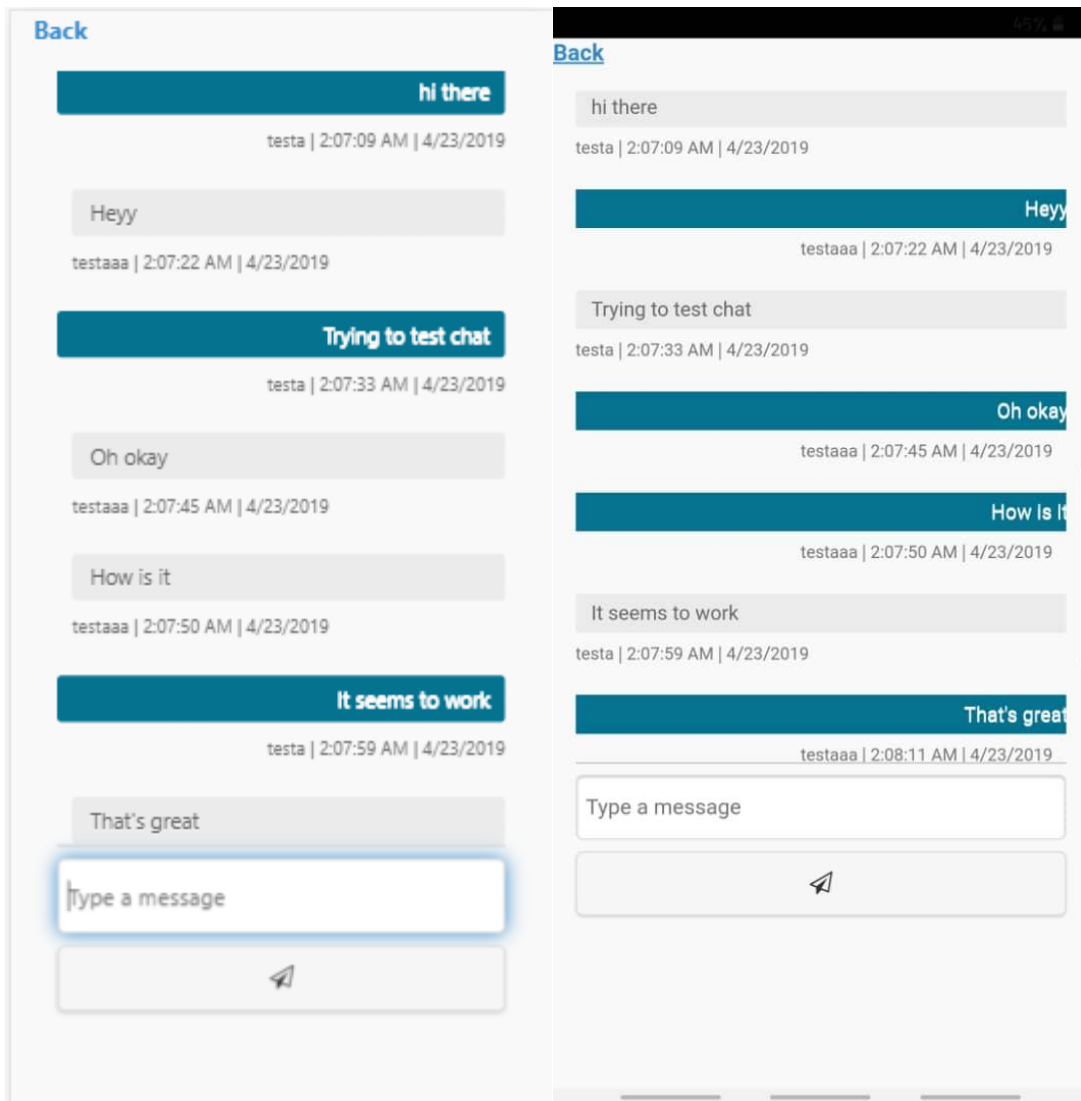 Back
hi there
testa | 2:07:09 AM | 4/23/2019
Heyy
testaaa | 2:07:22 AM | 4/23/2019
Trying to test chat
testa | 2:07:33 AM | 4/23/2019
Oh okay
testaaa | 2:07:45 AM | 4/23/2019
How is it
testaaa | 2:07:50 AM | 4/23/2019
It seems to work
testa | 2:07:59 AM | 4/23/2019
That's great
Type a message
45%
Back
hi there
testa | 2:07:09 AM | 4/23/2019
Heyy
testaaa | 2:07:22 AM | 4/23/2019
Trying to test chat
testa | 2:07:33 AM | 4/23/2019
Oh okay
testaaa | 2:07:45 AM | 4/23/2019
How is it
testaaa | 2:07:50 AM | 4/23/2019
It seems to work
testa | 2:07:59 AM | 4/23/2019
That's great
testaaa | 2:08:11 AM | 4/23/2019
Type a message